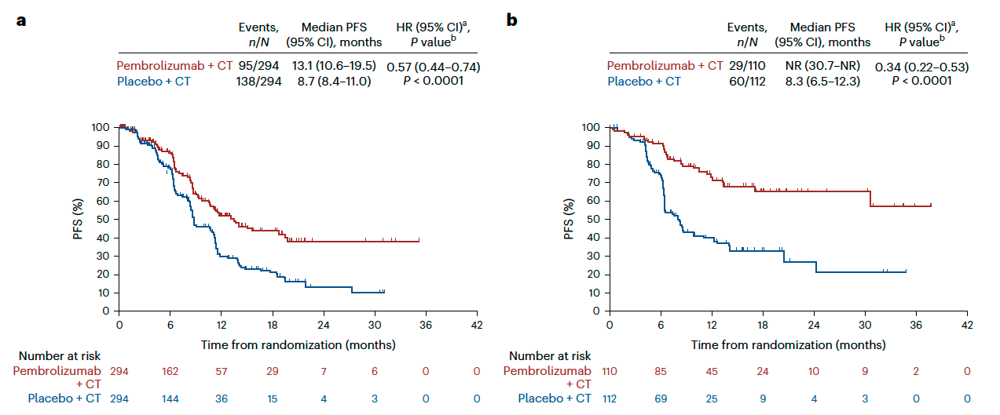 a
Events, Median PFS HR (95% CI)a,
n/N (95% CI), months P valueb
Pembrolizumab + CT 95/294 13.1 (10.6–19.5) 0.57 (0.44–0.74)
Placebo + CT 138/294 8.7 (8.4–11.0) P < 0.0001
100
90
80
70
60
50
40
30
20
10
0
PFS (%)
0 6 12 18 24 30 36 42
Time from randomization (months)
Number at risk
Pembrolizumab 294 162 57 29 7 6 0 0
+ CT
Placebo + CT 294 144 36 15 4 3 0 0
b
Events, Median PFS HR (95% CI)a,
n/N (95% CI), months P valueb
Pembrolizumab + CT 29/110 NR (30.7–NR) 0.34 (0.22–0.53)
Placebo + CT 60/112 8.3 (6.5–12.3) P < 0.0001
100
90
80
70
60
50
40
30
20
10
0
PFS (%)
0 6 12 18 24 30 36 42
Time from randomization (months)
Number at risk
Pembrolizumab 110 85 45 24 10 9 2 0
+ CT
Placebo + CT 112 69 25 9 4 3 0 0